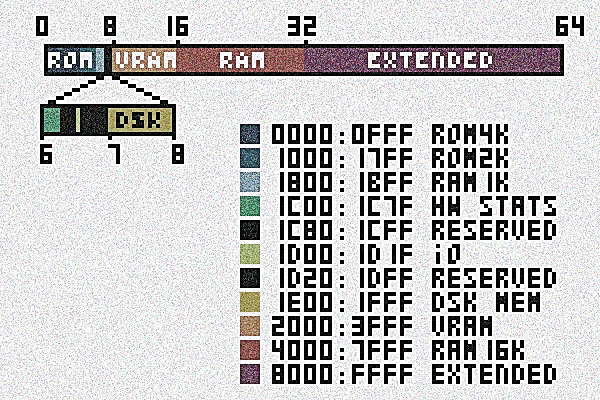 0 8 16 32 64
ROM VRAM RAM EXTENDED
DSK
6 7 8
0000:0FFF ROM4K
1000:17FF ROM2K
1800:1BFF RAM1K
1C00:1C7F HW STATS
1C80:1CFF RESERVED
1D00:1D1F iO
1D20:1DFF RESERVED
1E00:1FFF DSK MEM
2000:3FFF VRAM
4000:7FFF RAM16K
8000:FFFF EXTENDED